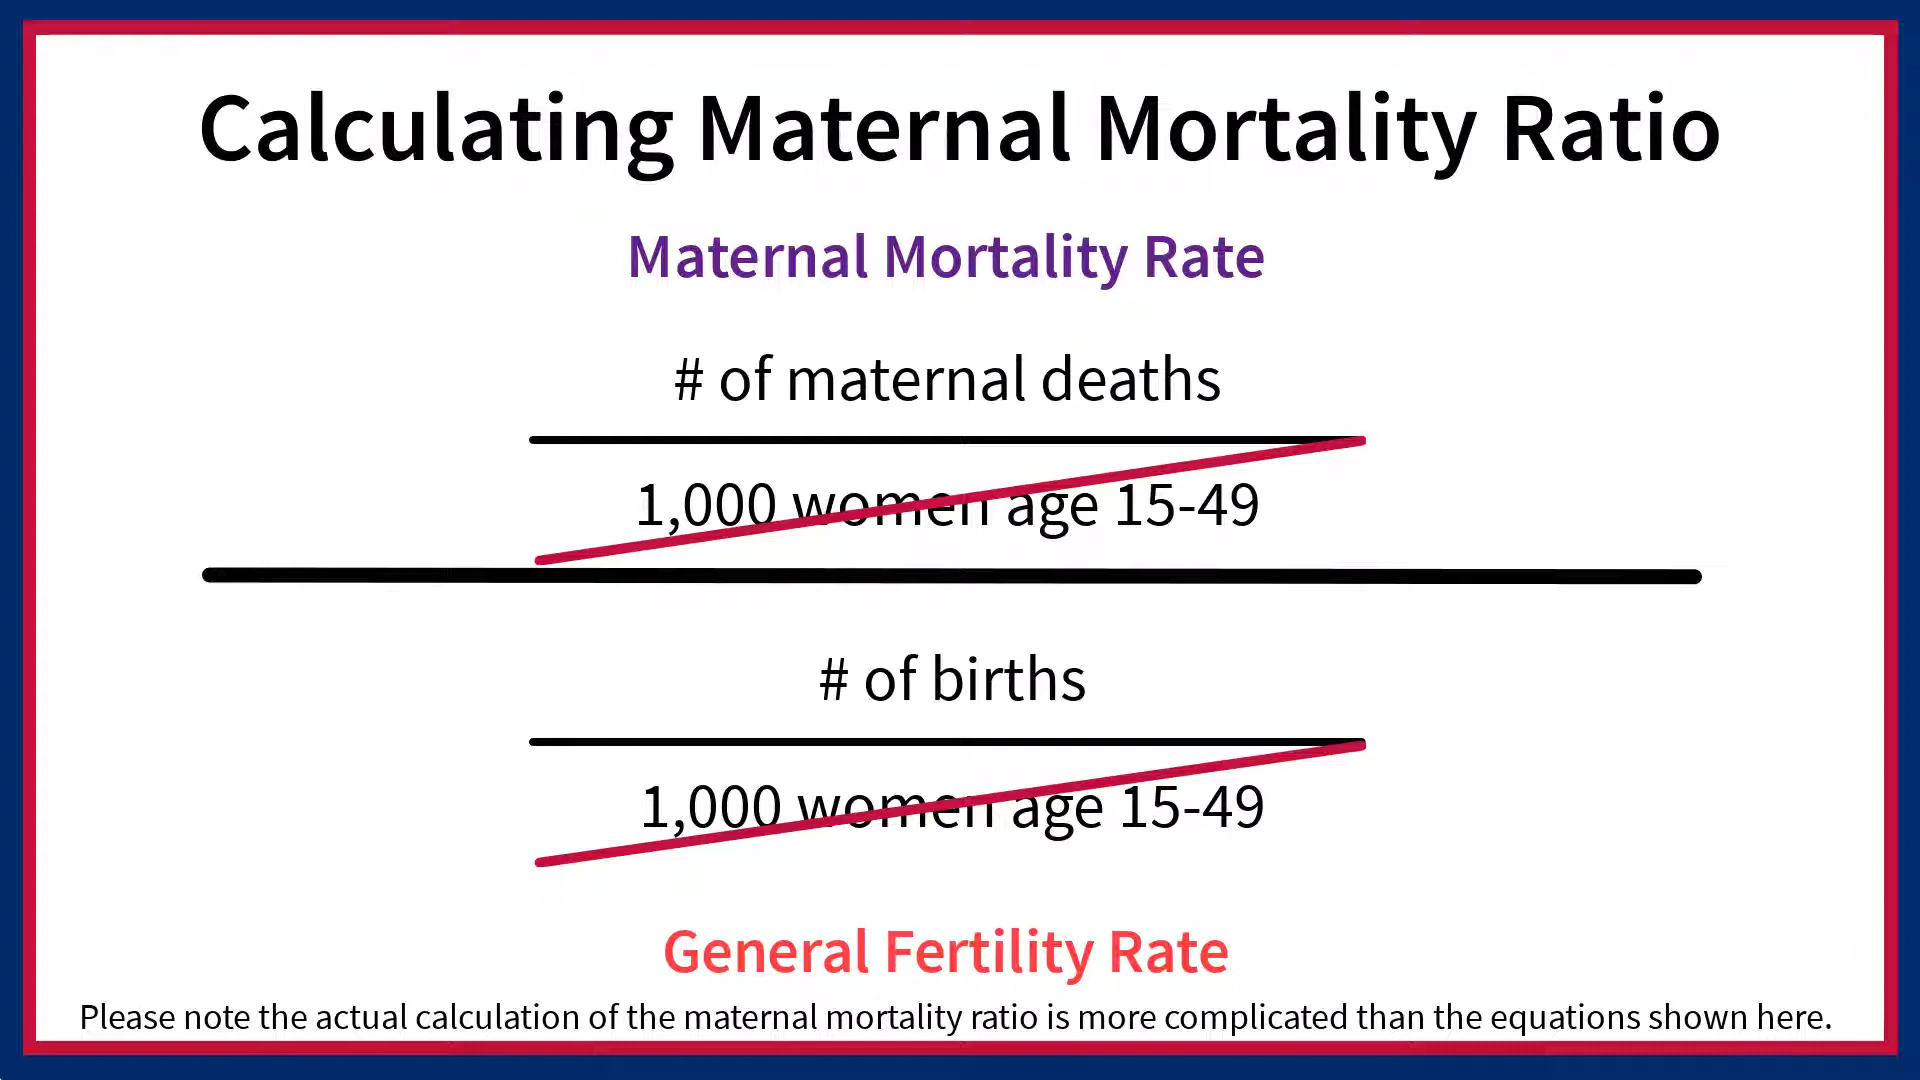 Calculating Maternal Mortality Ratio
Maternal Mortality Rate
# of maternal deaths
1,000 women age 15-49
# of births
1,000 women age 15-49
General Fertility Rate
Please note the actual calculation of the maternal mortality ratio is more complicated than the equations shown here.